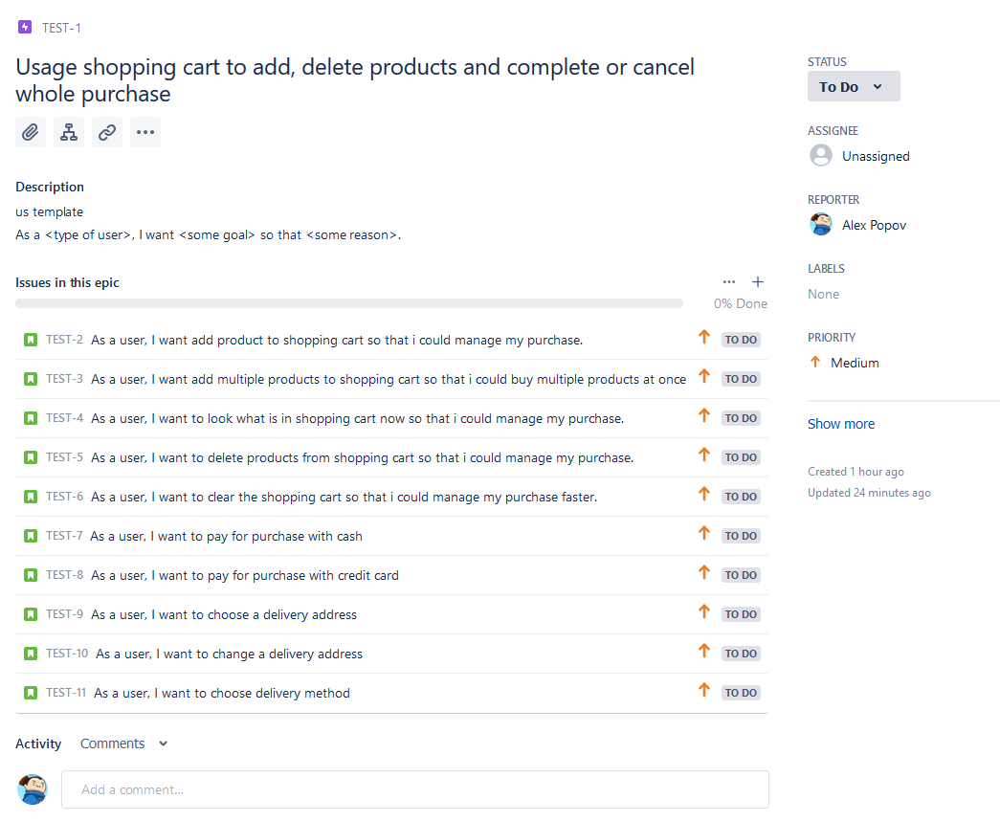 TEST-1
Usage shopping cart to add, delete products and complete or cancel
whole purchase
Description
us template
As a <type of user>, I want <some goal> so that <some reason>.
Issues in this epic
0% Done
TEST-2 As a user, I want add product to shopping cart so that i could manage my purchase. TO DO
TEST-3 As a user, I want add multiple products to shopping cart so that i could buy multiple products at once TO DO
TEST-4 As a user, I want to look what is in shopping cart now so that i could manage my purchase. TO DO
TEST-5 As a user, I want to delete products from shopping cart so that i could manage my purchase. TO DO
TEST-6 As a user, I want to clear the shopping cart so that i could manage my purchase faster. TO DO
TEST-7 As a user, I want to pay for purchase with cash TO DO
TEST-8 As a user, I want to pay for purchase with credit card TO DO
TEST-9 As a user, I want to choose a delivery address TO DO
TEST-10 As a user, I want to change a delivery address TO DO
TEST-11 As a user, I want to choose delivery method TO DO
Activity Comments
Add a comment...
STATUS
To Do
ASSIGNEE
Unassigned
REPORTER
Alex Popov
LABELS
None
PRIORITY
Medium
Show more
Created 1 hour ago
Updated 24 minutes ago